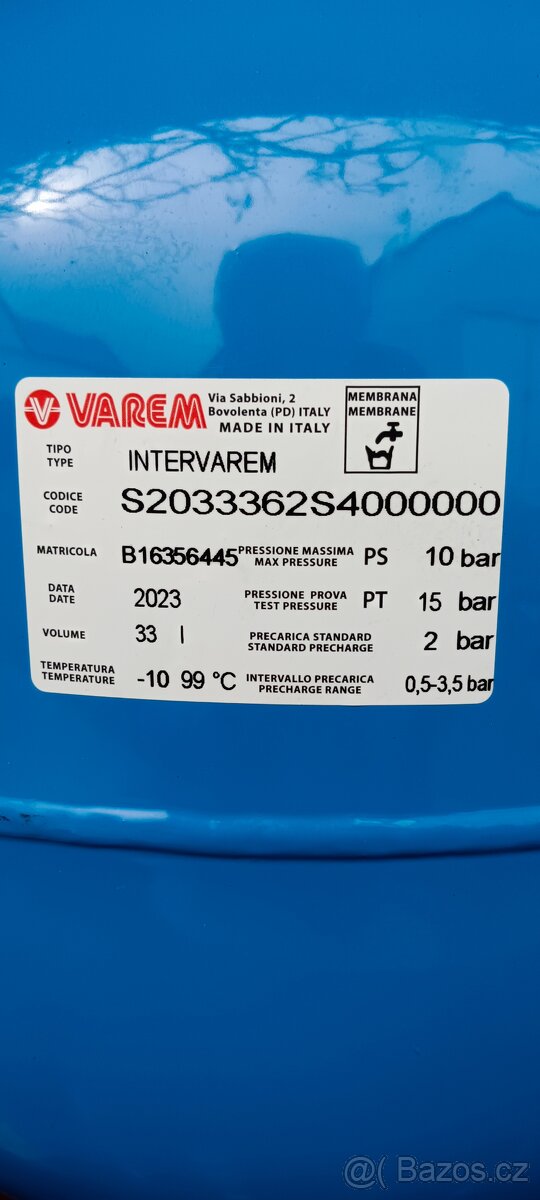 VAREM Via Sabbioni, 2
Bovolenta (PD) ITALY
MADE IN ITALY
MEMBRANA
MEMBRANE
TIPO
TYPE INTERVAREM
CODICE
CODE S2033362S4000000
MATRICOLA B16356445 PRESSIONE MASSIMA
MAX PRESSURE PS 10 bar
DATA
DATE 2023 PRESSIONE PROVA
TEST PRESSURE PT 15 bar
VOLUME 33 l PRECARICA STANDARD
STANDARD PRECHARGE 2 bar
TEMPERATURA
TEMPERATURE -10 99 °C INTERVALLO PRECARICA
PRECHARGE RANGE 0,5-3,5 bar
@( Bazos.cz